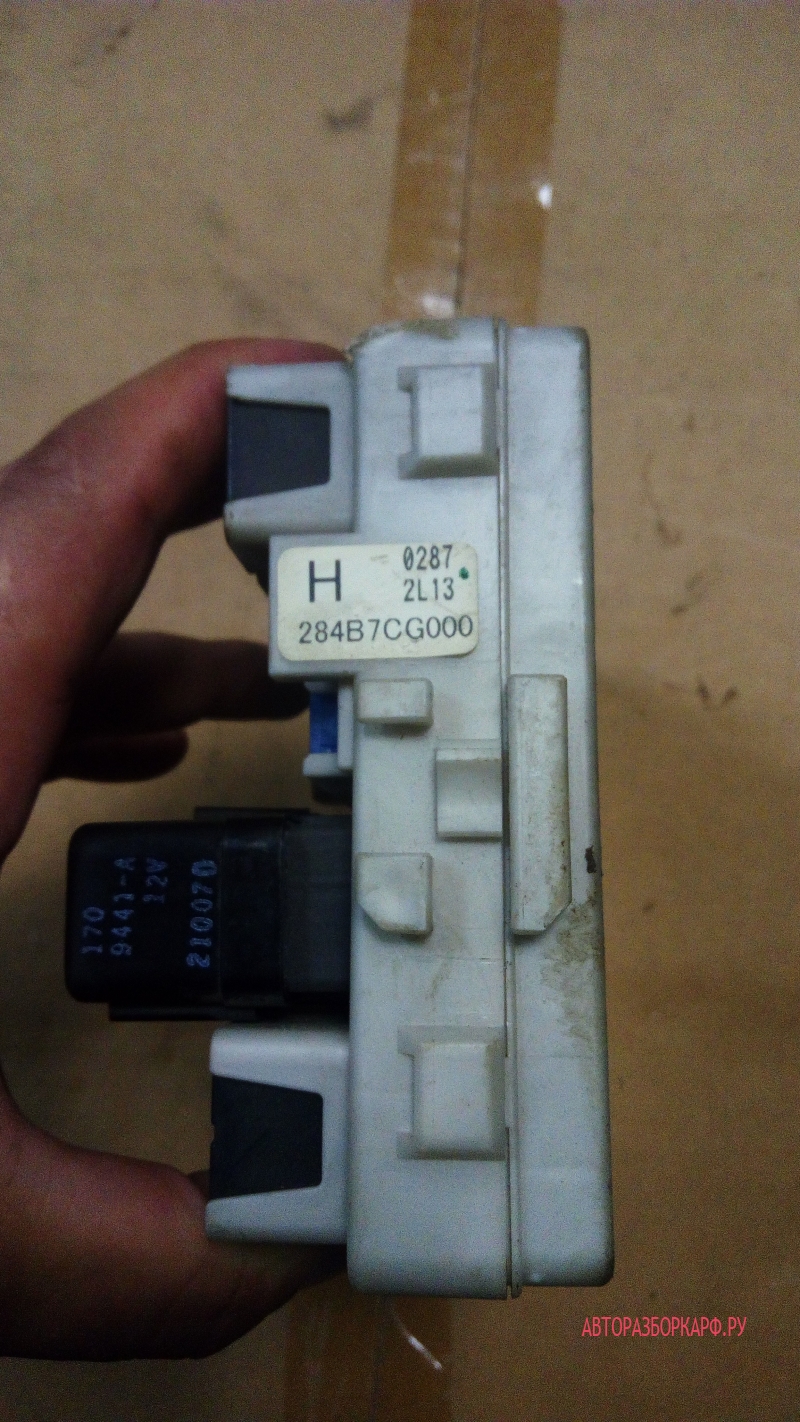 H 0287
2L13
284B7CG000
170
9441-A
12V
210070
АВТОРАЗБОРКАРФ.РУ